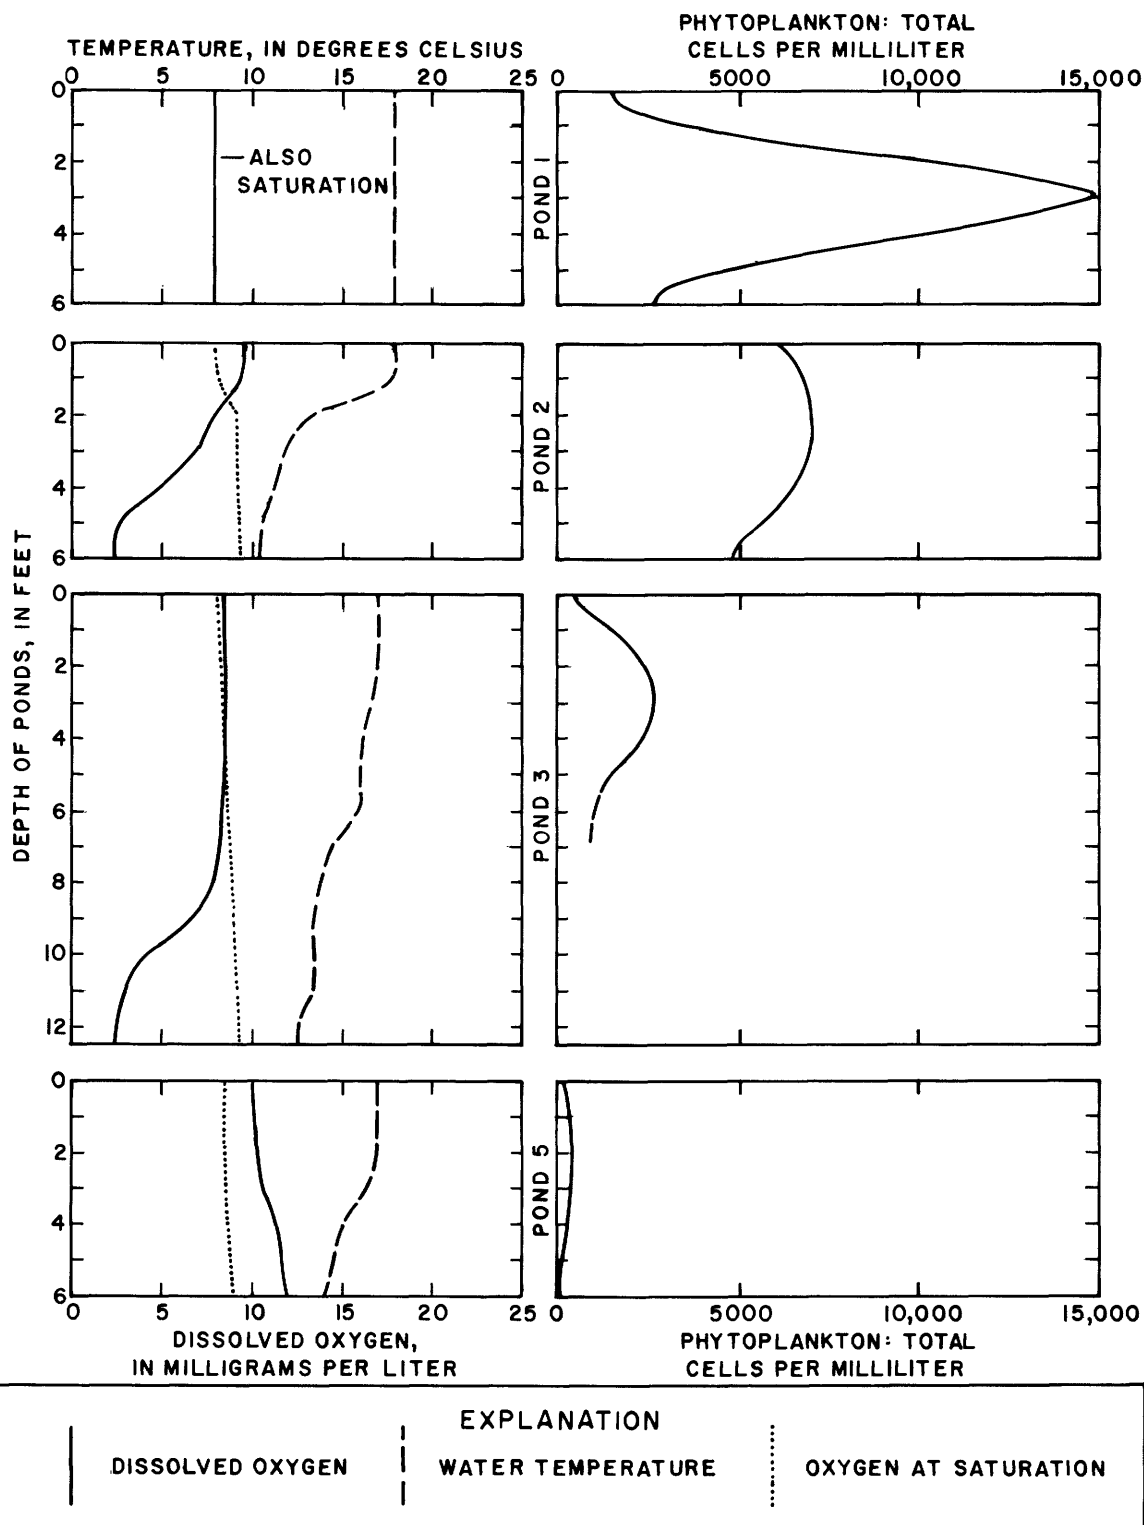 PHYTOPLANKTON: TOTAL
TEMPERATURE, IN DEGREES CELSIUS
CELLS PER MILLILITER
0 5 10 15 20 25
0 5000 10,000 15,000
0
2
4
6
ALSO
SATURATION
POND 1
0
2
4
6
POND 2
DEPTH OF PONDS, IN FEET
0
2
4
6
8
10
12
POND 3
0
2
4
6
POND 5
0 5 10 15 20 25
0 5000 10,000 15,000
DISSOLVED OXYGEN,
IN MILLIGRAMS PER LITER
PHYTOPLANKTON: TOTAL
CELLS PER MILLILITER
EXPLANATION
DISSOLVED OXYGEN
WATER TEMPERATURE
OXYGEN AT SATURATION